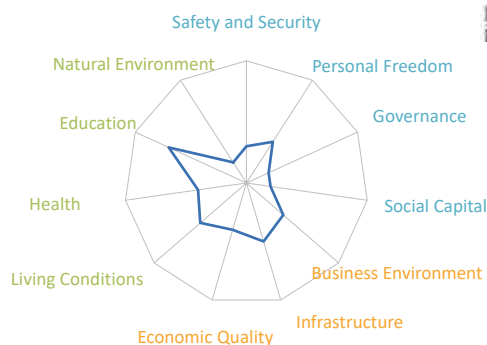 Safety and Security
Natural Environment
Personal Freedom
Education
Governance
Health
Social Capital
Living Conditions
Business Environment
Economic Quality
Infrastructure